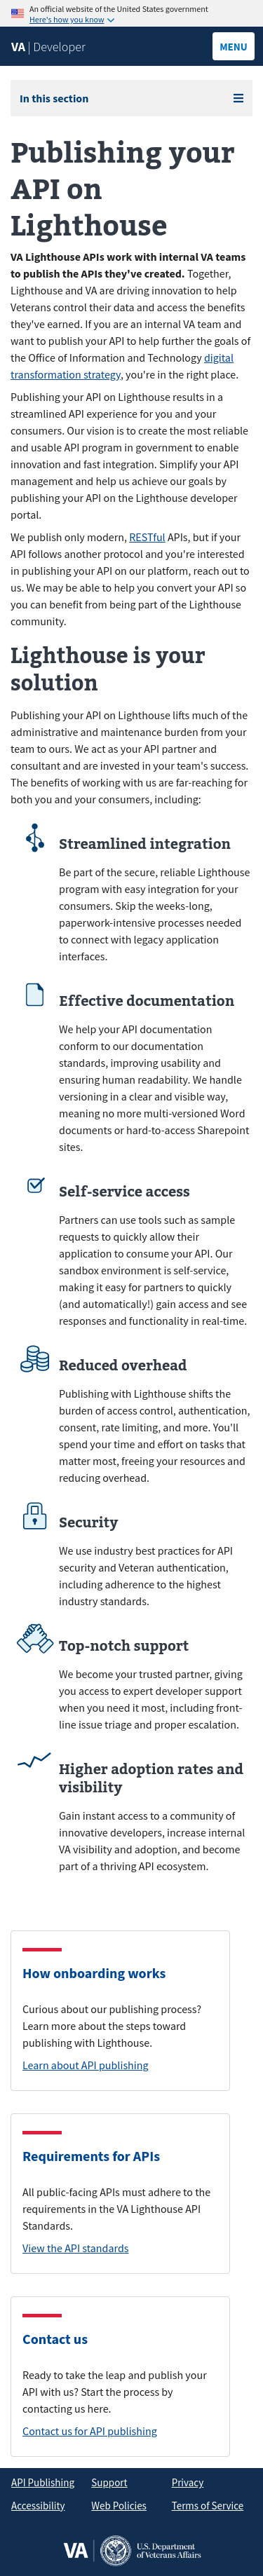 An official website of the United States government
Here's how you know
VA | Developer
MENU
In this section
Publishing your
API on
Lighthouse
VA Lighthouse APIs work with internal VA teams
to publish the APIs they've created. Together,
Lighthouse and VA are driving innovation to help
Veterans control their data and access the benefits
they've earned. If you are an internal VA team and
want to publish your API to help further the goals of
the Office of Information and Technology digital
transformation strategy, you're in the right place.
Publishing your API on Lighthouse results in a
streamlined API experience for you and your
consumers. Our vision is to create the most reliable
and usable API program in government to enable
innovation and fast integration. Simplify your API
management and help us achieve our goals by
publishing your API on the Lighthouse developer
portal.
We publish only modern, RESTful APIs, but if your
API follows another protocol and you're interested
in publishing your API on our platform, reach out to
us. We may be able to help you convert your API so
you can benefit from being part of the Lighthouse
community.
Lighthouse is your
solution
Publishing your API on Lighthouse lifts much of the
administrative and maintenance burden from your
team to ours. We act as your API partner and
consultant and are invested in your team's success.
The benefits of working with us are far-reaching for
both you and your consumers, including:
Streamlined integration
Be part of the secure, reliable Lighthouse
program with easy integration for your
consumers. Skip the weeks-long,
paperwork-intensive processes needed
to connect with legacy application
interfaces.
Effective documentation
We help your API documentation
conform to our documentation
standards, improving usability and
ensuring human readability. We handle
versioning in a clear and visible way,
meaning no more multi-versioned Word
documents or hard-to-access Sharepoint
sites.
Self-service access
Partners can use tools such as sample
requests to quickly allow their
application to consume your API. Our
sandbox environment is self-service,
making it easy for partners to quickly
(and automatically!) gain access and see
responses and functionality in real-time.
Reduced overhead
Publishing with Lighthouse shifts the
burden of access control, authentication,
consent, rate limiting, and more. You'll
spend your time and effort on tasks that
matter most, freeing your resources and
reducing overhead.
Security
We use industry best practices for API
security and Veteran authentication,
including adherence to the highest
industry standards.
Top-notch support
We become your trusted partner, giving
you access to expert developer support
when you need it most, including front-
line issue triage and proper escalation.
Higher adoption rates and
visibility
Gain instant access to a community of
innovative developers, increase internal
VA visibility and adoption, and become
part of a thriving API ecosystem.
How onboarding works
Curious about our publishing process?
Learn more about the steps toward
publishing with Lighthouse.
Learn about API publishing
Requirements for APIs
All public-facing APIs must adhere to the
requirements in the VA Lighthouse API
Standards.
View the API standards
Contact us
Ready to take the leap and publish your
API with us? Start the process by
contacting us here.
Contact us for API publishing
API Publishing Support Privacy
Accessibility Web Policies Terms of Service
VA U.S. Department
of Veterans Affairs